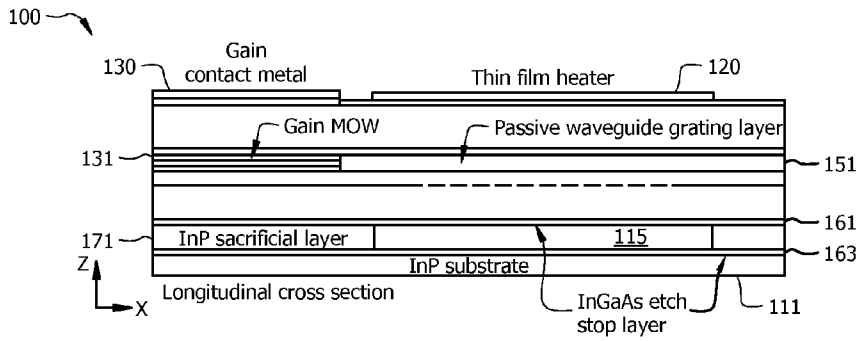 100
Gain
contact metal
130
Thin film heater
120
Gain MOW
Passive waveguide grating layer
131
151
161
171
InP sacrificial layer
115
163
InP substrate
Z
X
Longitudinal cross section
InGaAs etch
stop layer
111